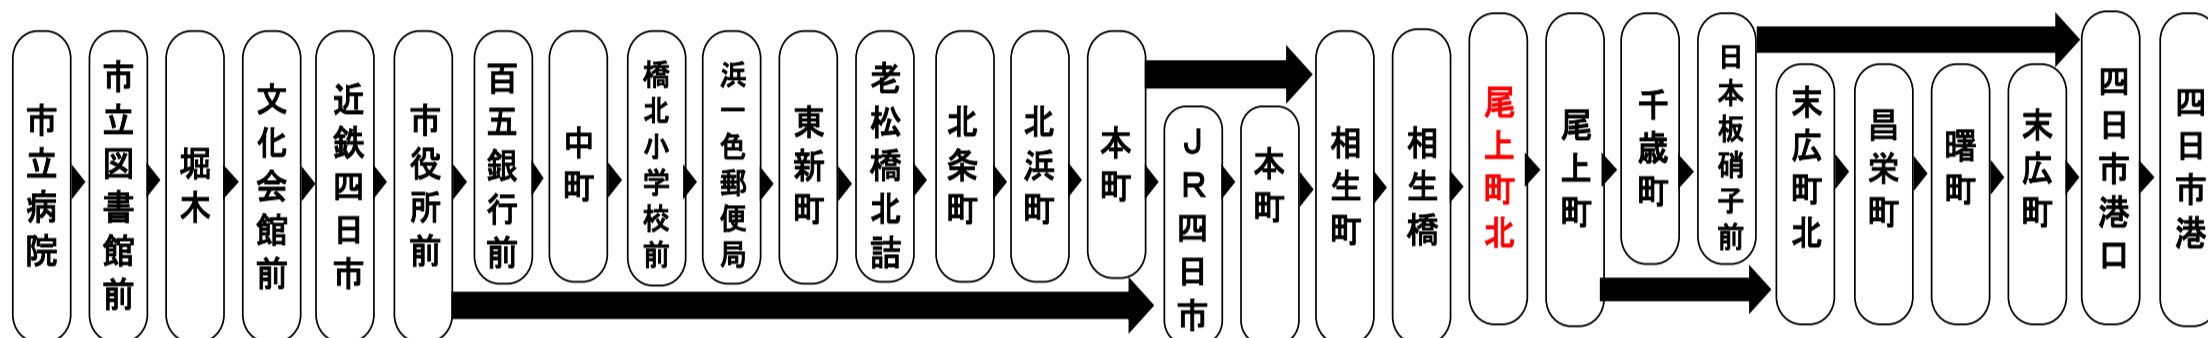 市立病院
市立図書館前
堀木
文化会館前
近鉄四日市
市役所前
百五銀行前
中町
橋北小学校前
浜一色郵便局
東新町
老松橋北詰
北条町
北浜町
本町
JR四日市
本町
相生町
相生橋
尾上町北
尾上町
千歳町
日本板硝子前
末広町北
昌栄町
曙町
末広町
四日市港口
四日市港